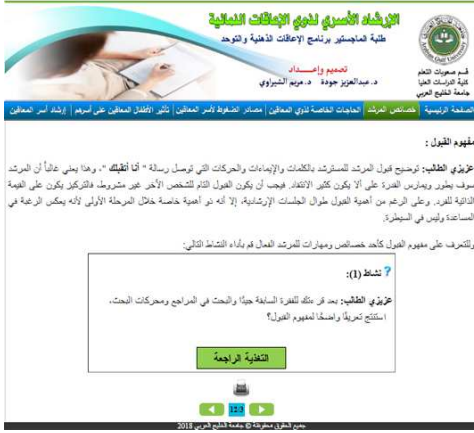 الإرشاد الأسري لذوي الإعاقات النمائية
طلبة الماجستير برنامج الإعاقات الذهنية والتوحد
تصميم وإعـــداد
د. عبدالعزيز جودة د. مريم الشيراوي
قسم صعوبات التعلم
كلية الدراسات العليا
جامعة الخليج العربي
الصفحة الرئيسية | خصائص المرشد | الحاجات الخاصة لذوي المعاقين | مصادر الضغوط لأسر المعاقين | تأثير الأطفال المعاقين على أسرهم | إرشاد أسر المعاقين
مفهوم القبول :
عزيزي الطالب: توضيح قبول المرشد للمسترشد بالكلمات والإيماءات والحركات التي توصل رسالة " أنا أتقبلك "، وهذا يعني غالباً أن المرشد
سوف يطور ويمارس القدرة على ألا يكون كثير الانتقاد. فيجب أن يكون القبول التام للشخص الآخر غير مشروط، فالتركيز يكون على القيمة
الذاتية للفرد. وعلى الرغم من أهمية القبول طوال الجلسات الإرشادية، إلا أنه ذو أهمية خاصة خلال المرحلة الأولى لأنه يعكس الرغبة في
المساعدة وليس في السيطرة.
وللتعرف على مفهوم القبول كأحد خصائص ومهارات للمرشد الفعال قم بأداء النشاط التالي:
? نشاط (1):
عزيزي الطالب: بعد قر ءتك للفقرة السابقة جيدًا والبحث في المراجع ومحركات البحث،
استنتج تعريفًا واضحًا لمفهوم القبول؟
التغذية الراجعة
جميع الحقوق محفوظة © جامعة الخليج العربي 2018